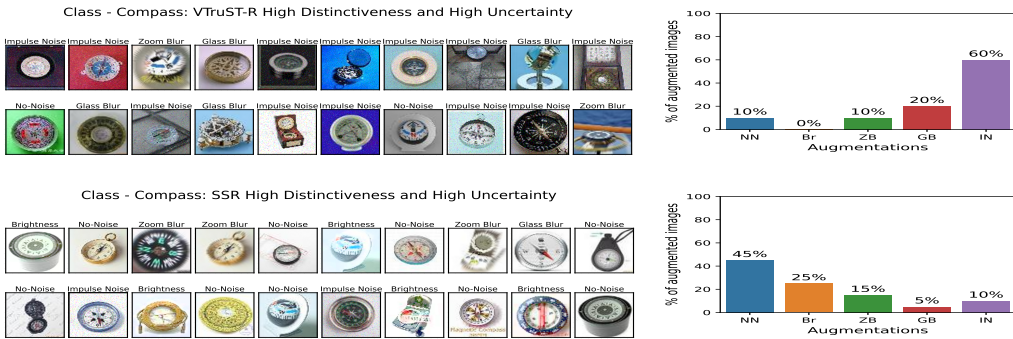 Class - Compass: VTruST-R High Distinctiveness and High Uncertainty
Impulse Noise Impulse Noise Zoom Blur Glass Blur Impulse Noise Impulse Noise Impulse Noise Impulse Noise Glass Blur Impulse Noise
No-Noise Glass Blur Impulse Noise Glass Blur Impulse Noise Impulse Noise No-Noise Impulse Noise Impulse Noise Zoom Blur
% of augmented images
100
80
60
40
20
0
10% 0% 10% 20% 60%
NN Br ZB GB IN
Augmentations
Class - Compass: SSR High Distinctiveness and High Uncertainty
Brightness No-Noise Zoom Blur Zoom Blur No-Noise Brightness No-Noise Zoom Blur Glass Blur No-Noise
No-Noise Impulse Noise Brightness No-Noise No-Noise Impulse Noise Brightness No-Noise Brightness No-Noise
% of augmented images
100
80
60
40
20
0
45% 25% 15% 5% 10%
NN Br ZB GB IN
Augmentations